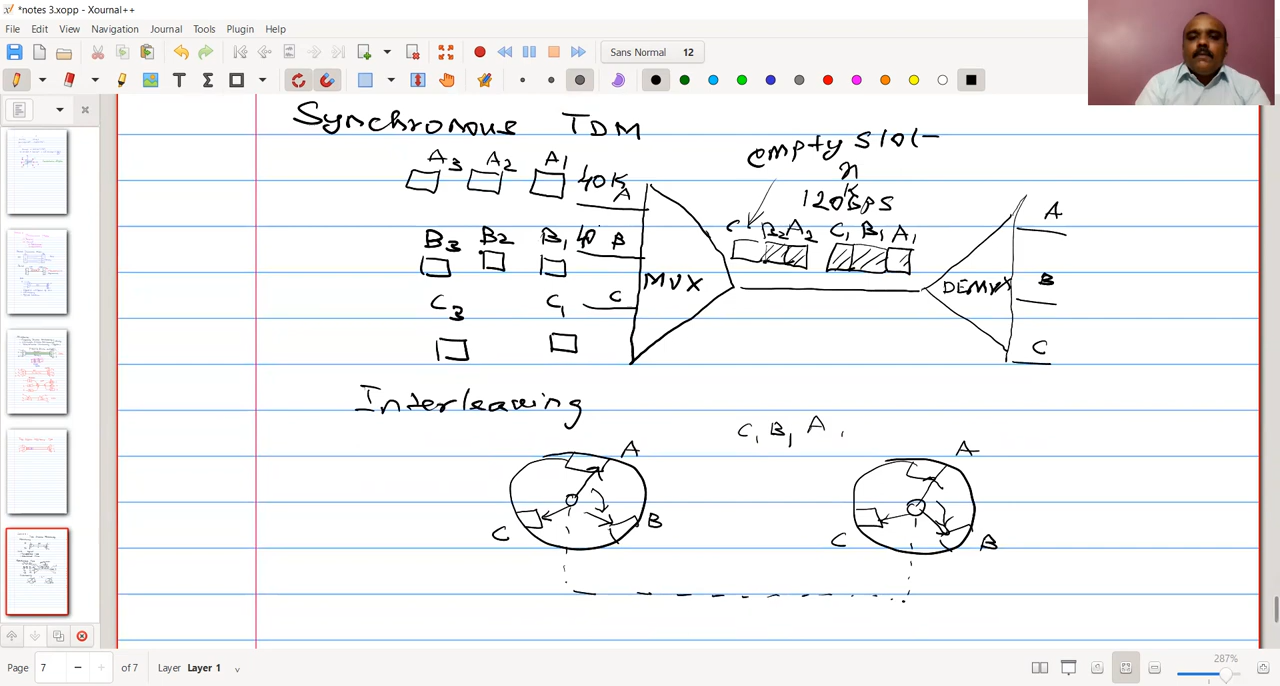 *notes 3.xopp - Xournal++
File Edit View Navigation Journal Tools Plugin Help
Sans Normal 12
Synchronous TDM
empty slot
A3 A2 A1 40K A
n
120Kbps
B3 B2 B1 40 B
C B2 A2 C1 B1 A1
A
MUX
DEMUX
B
C3 C1 C
C
Interleaving
C1 B1 A1
A
C
B
A
C
B
Page 7 of 7 Layer Layer 1
287%